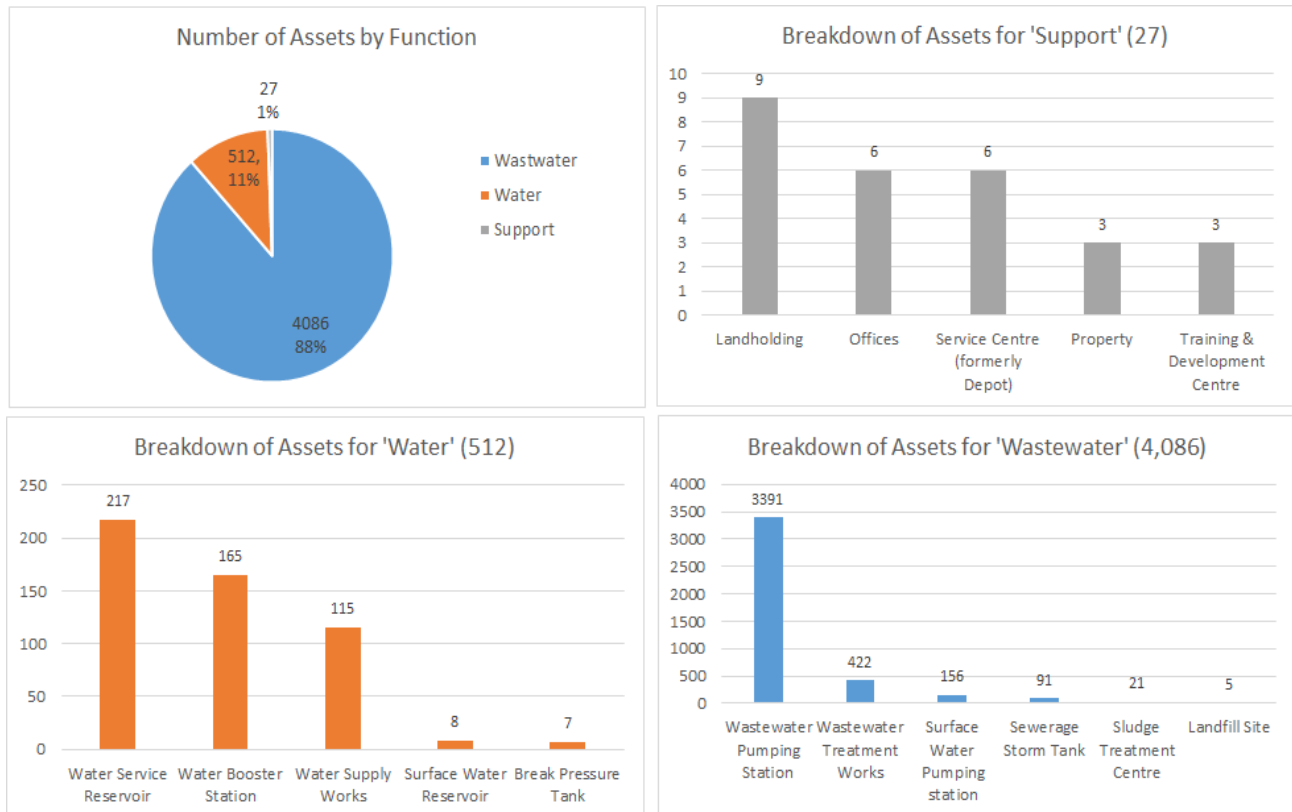 Number of Assets by Function
27
1%
512,
11%
4086
88%
Wastwater
Water
Support
Breakdown of Assets for 'Support' (27)
10
9
8
7
6
5
4
3
2
1
0
9
6
6
3
3
Landholding
Offices
Service Centre
(formerly
Depot)
Property
Training &
Development
Centre
Breakdown of Assets for 'Water' (512)
250
200
150
100
50
0
217
165
115
8
7
Water Service
Reservoir
Water Booster
Station
Water Supply
Works
Surface Water
Reservoir
Break Pressure
Tank
Breakdown of Assets for 'Wastewater' (4,086)
4000
3500
3000
2500
2000
1500
1000
500
0
3391
422
156
91
21
5
Wastewater
Pumping
Station
Wastewater
Treatment
Works
Surface
Water
Pumping
station
Sewerage
Storm Tank
Sludge
Treatment
Centre
Landfill Site